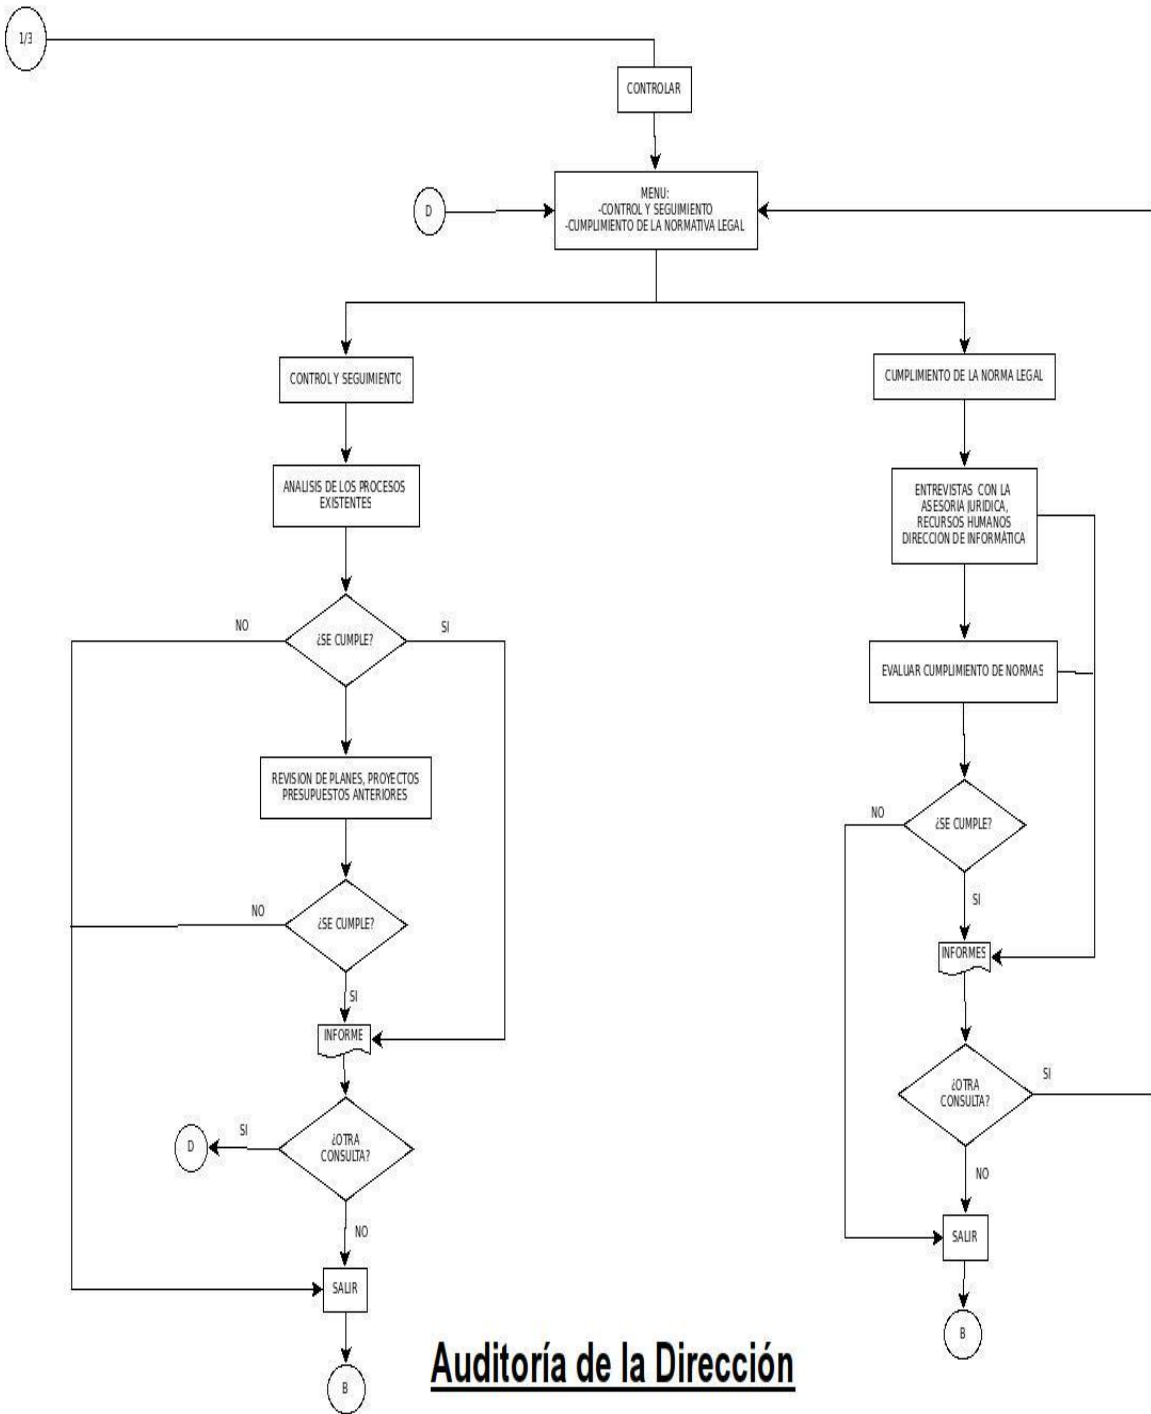 1/3
CONTROLAR
MENU:
-CONTROL Y SEGUIMIENTO
-CUMPLIMIENTO DE LA NORMATIVA LEGAL
D
CONTROL Y SEGUIMIENTO
ANALISIS DE LOS PROCESOS
EXISTENTES
NO
¿SE CUMPLE?
SI
REVISION DE PLANES, PROYECTOS
PRESUPUESTOS ANTERIORES
NO
¿SE CUMPLE?
SI
INFORME
D
SI
¿OTRA
CONSULTA?
NO
SALIR
B
CUMPLIMIENTO DE LA NORMA LEGAL
ENTREVISTAS CON LA
ASESORIA JURÍDICA,
RECURSOS HUMANOS
DIRECCIÓN DE INFORMÁTICA
EVALUAR CUMPLIMIENTO DE NORMAS
NO
¿SE CUMPLE?
SI
INFORMES
¿OTRA
CONSULTA?
SI
NO
SALIR
B
Auditoría de la Dirección